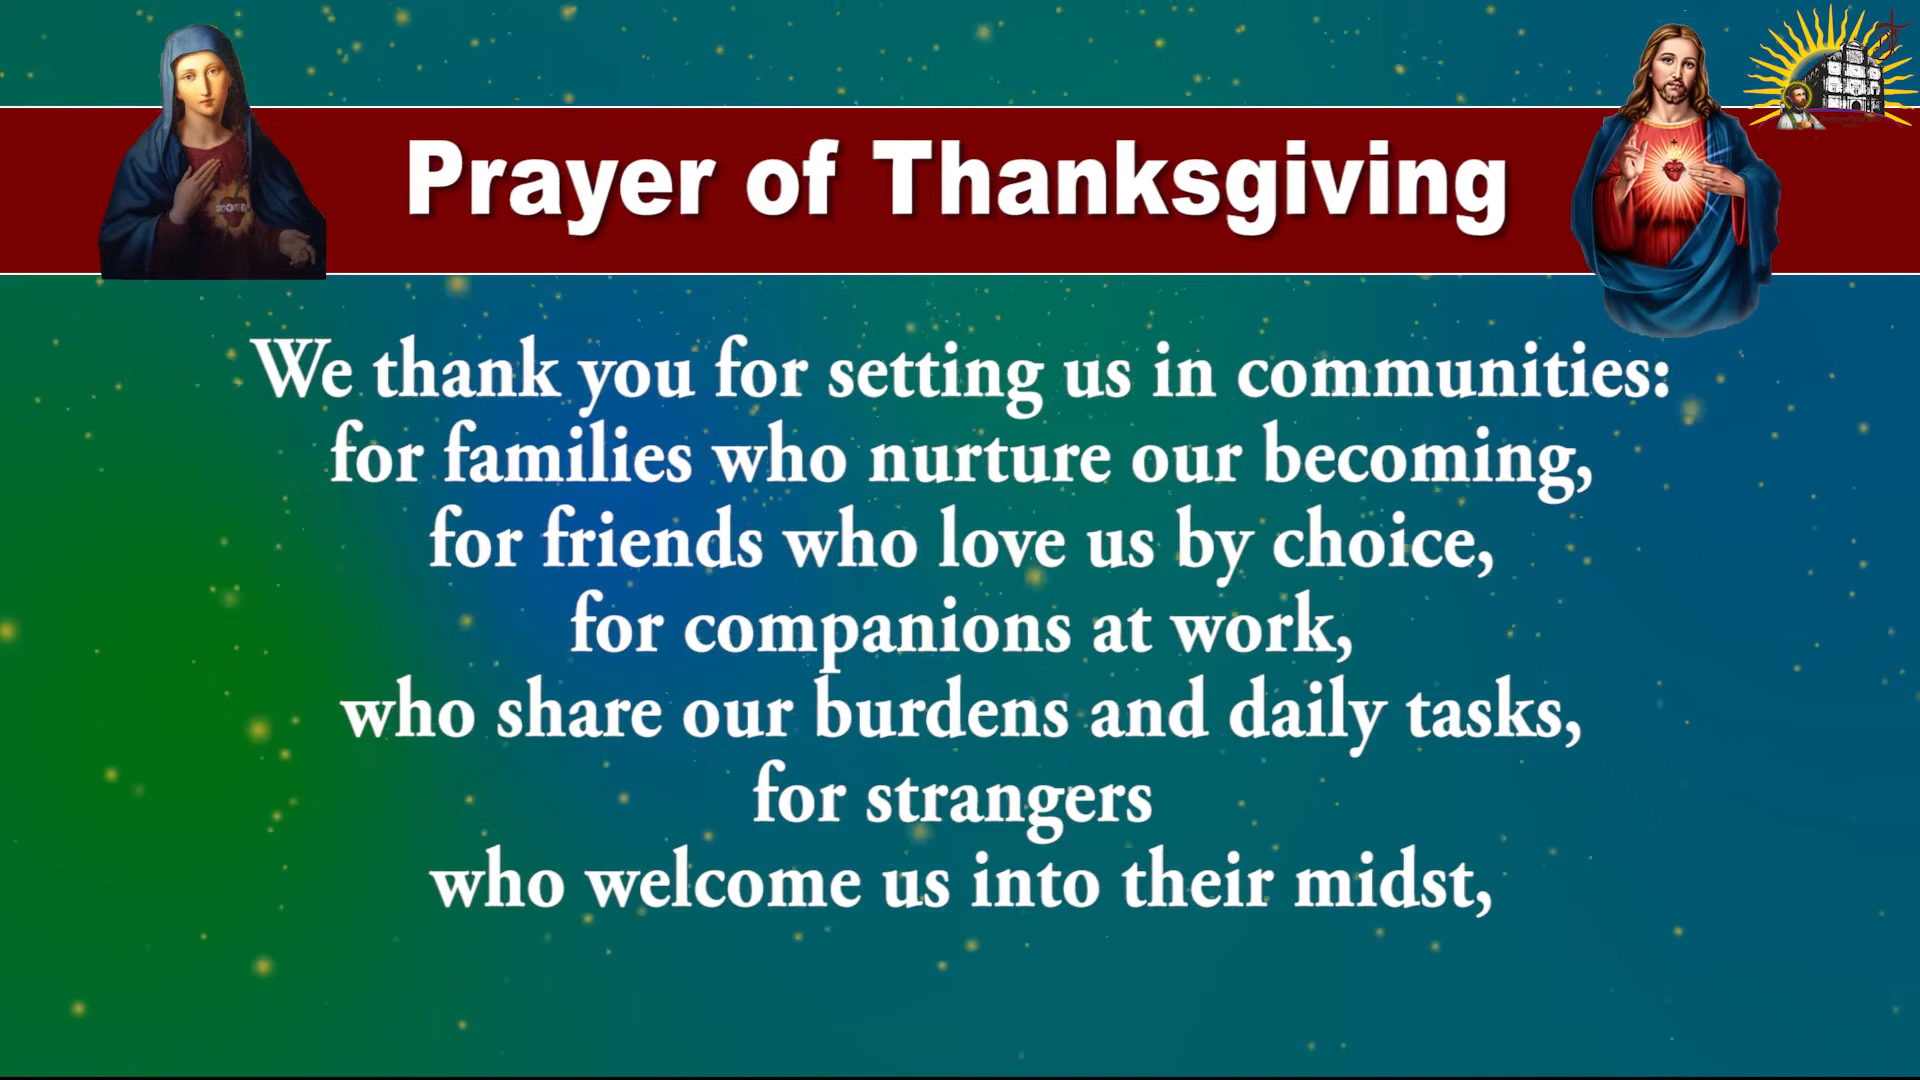 Prayer of Thanksgiving
We thank you for setting us in communities:
for families who nurture our becoming,
for friends who love us by choice,
for companions at work,
who share our burdens and daily tasks,
for strangers
who welcome us into their midst,